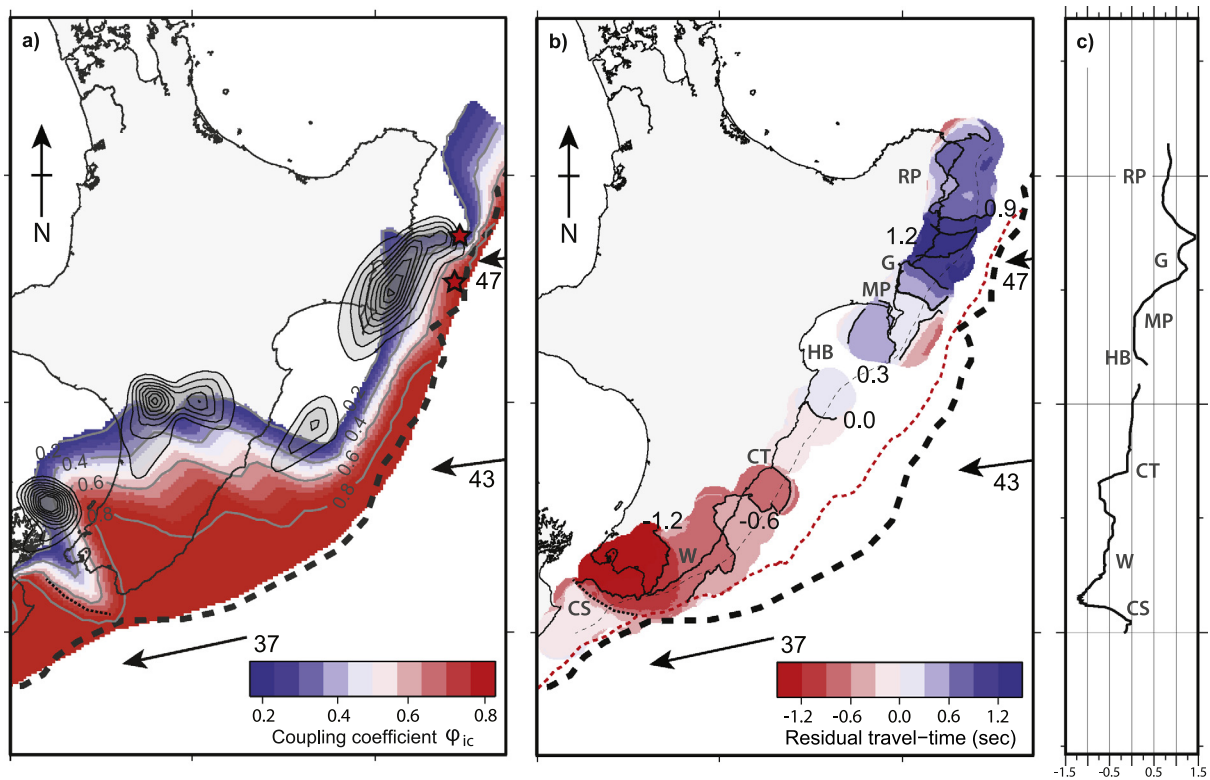 a)
N
47
0.2
0.4
0.6
0.8
0.2
0.4
0.6
0.8
43
37
0.2 0.4 0.6 0.8
Coupling coefficient φic
b)
N
RP
0.9
1.2
G
47
MP
HB
0.3
0.0
CT
43
-1.2
-0.6
W
CS
37
-1.2 -0.6 0.0 0.6 1.2
Residual travel-time (sec)
c)
RP
G
MP
HB
CT
W
CS
-1.5 -0.5 0.5 1.5